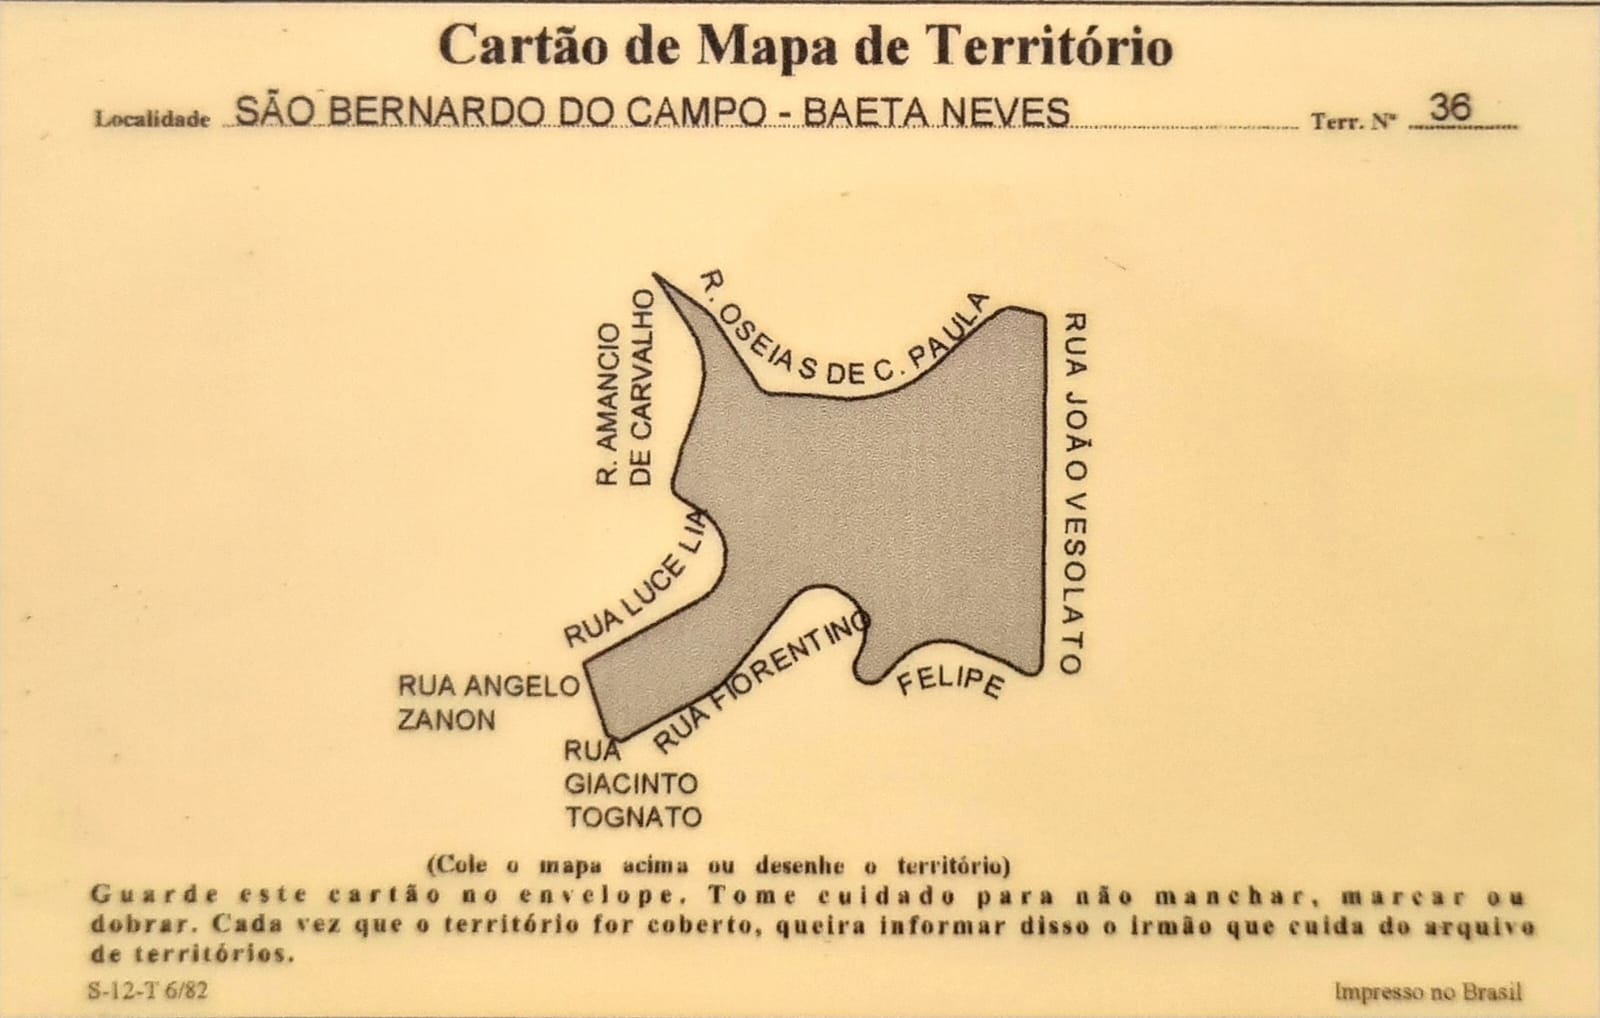 Cartão de Mapa de Território
Localidade SÃO BERNARDO DO CAMPO - BAETA NEVES Terr. Nº 36
R. AMANCIO
DE CARVALHO
R. OSEIAS DE C. PAULA
RUA JOÃO VESOLATO
RUA LUCE LIA
RUA FIORENTINO
FELIPE
RUA ANGELO
ZANON
RUA
GIACINTO
TOGNATO
(Cole o mapa acima ou desenhe o território)
Guarde este cartão no envelope. Tome cuidado para não manchar, marcar ou
dobrar. Cada vez que o território for coberto, queira informar disso o irmão que cuida do arquivo
de territórios.
S-12-T 6/82
Impresso no Brasil